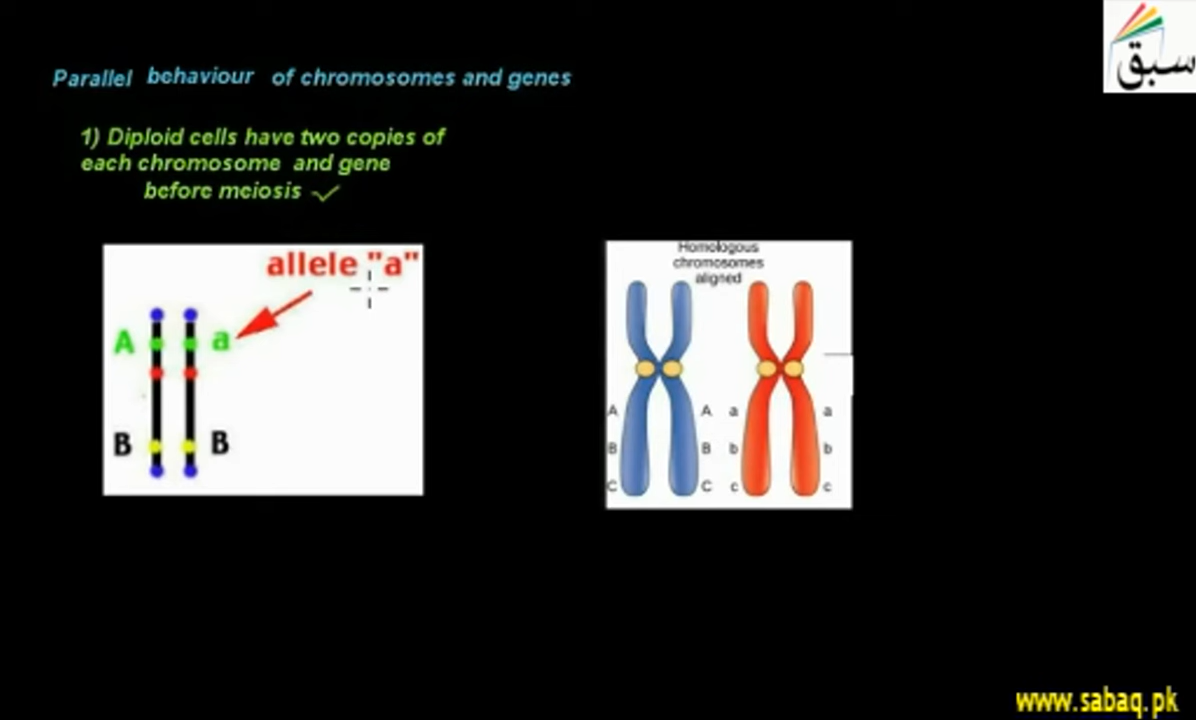 سبق
Parallel behaviour of chromosomes and genes
1) Diploid cells have two copies of
each chromosome and gene
before meiosis
allele "a"
A a
B B
Homologous
chromosomes
aligned
A A a a
B B b b
C C c c
www.sabaq.pk